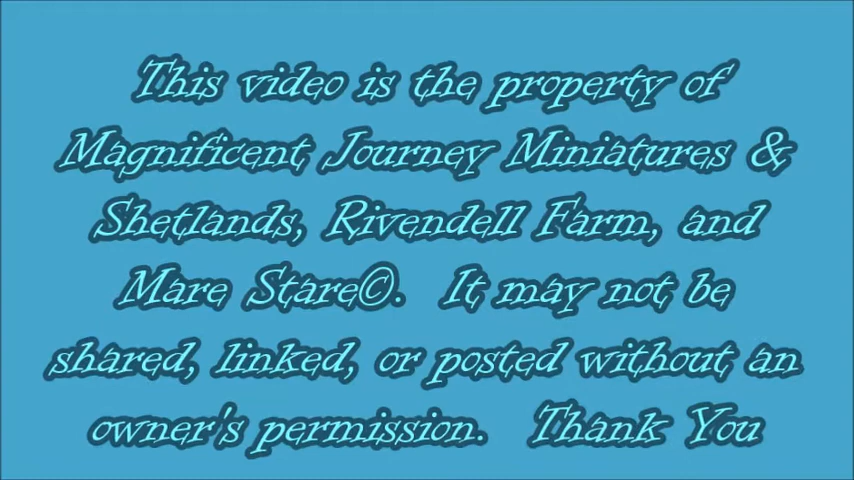 This video is the property of
Magnificent Journey Miniatures &
Shetlands, Rivendell Farm, and
Mare Stare©. It may not be
shared, linked, or posted without an
owner's permission. Thank You